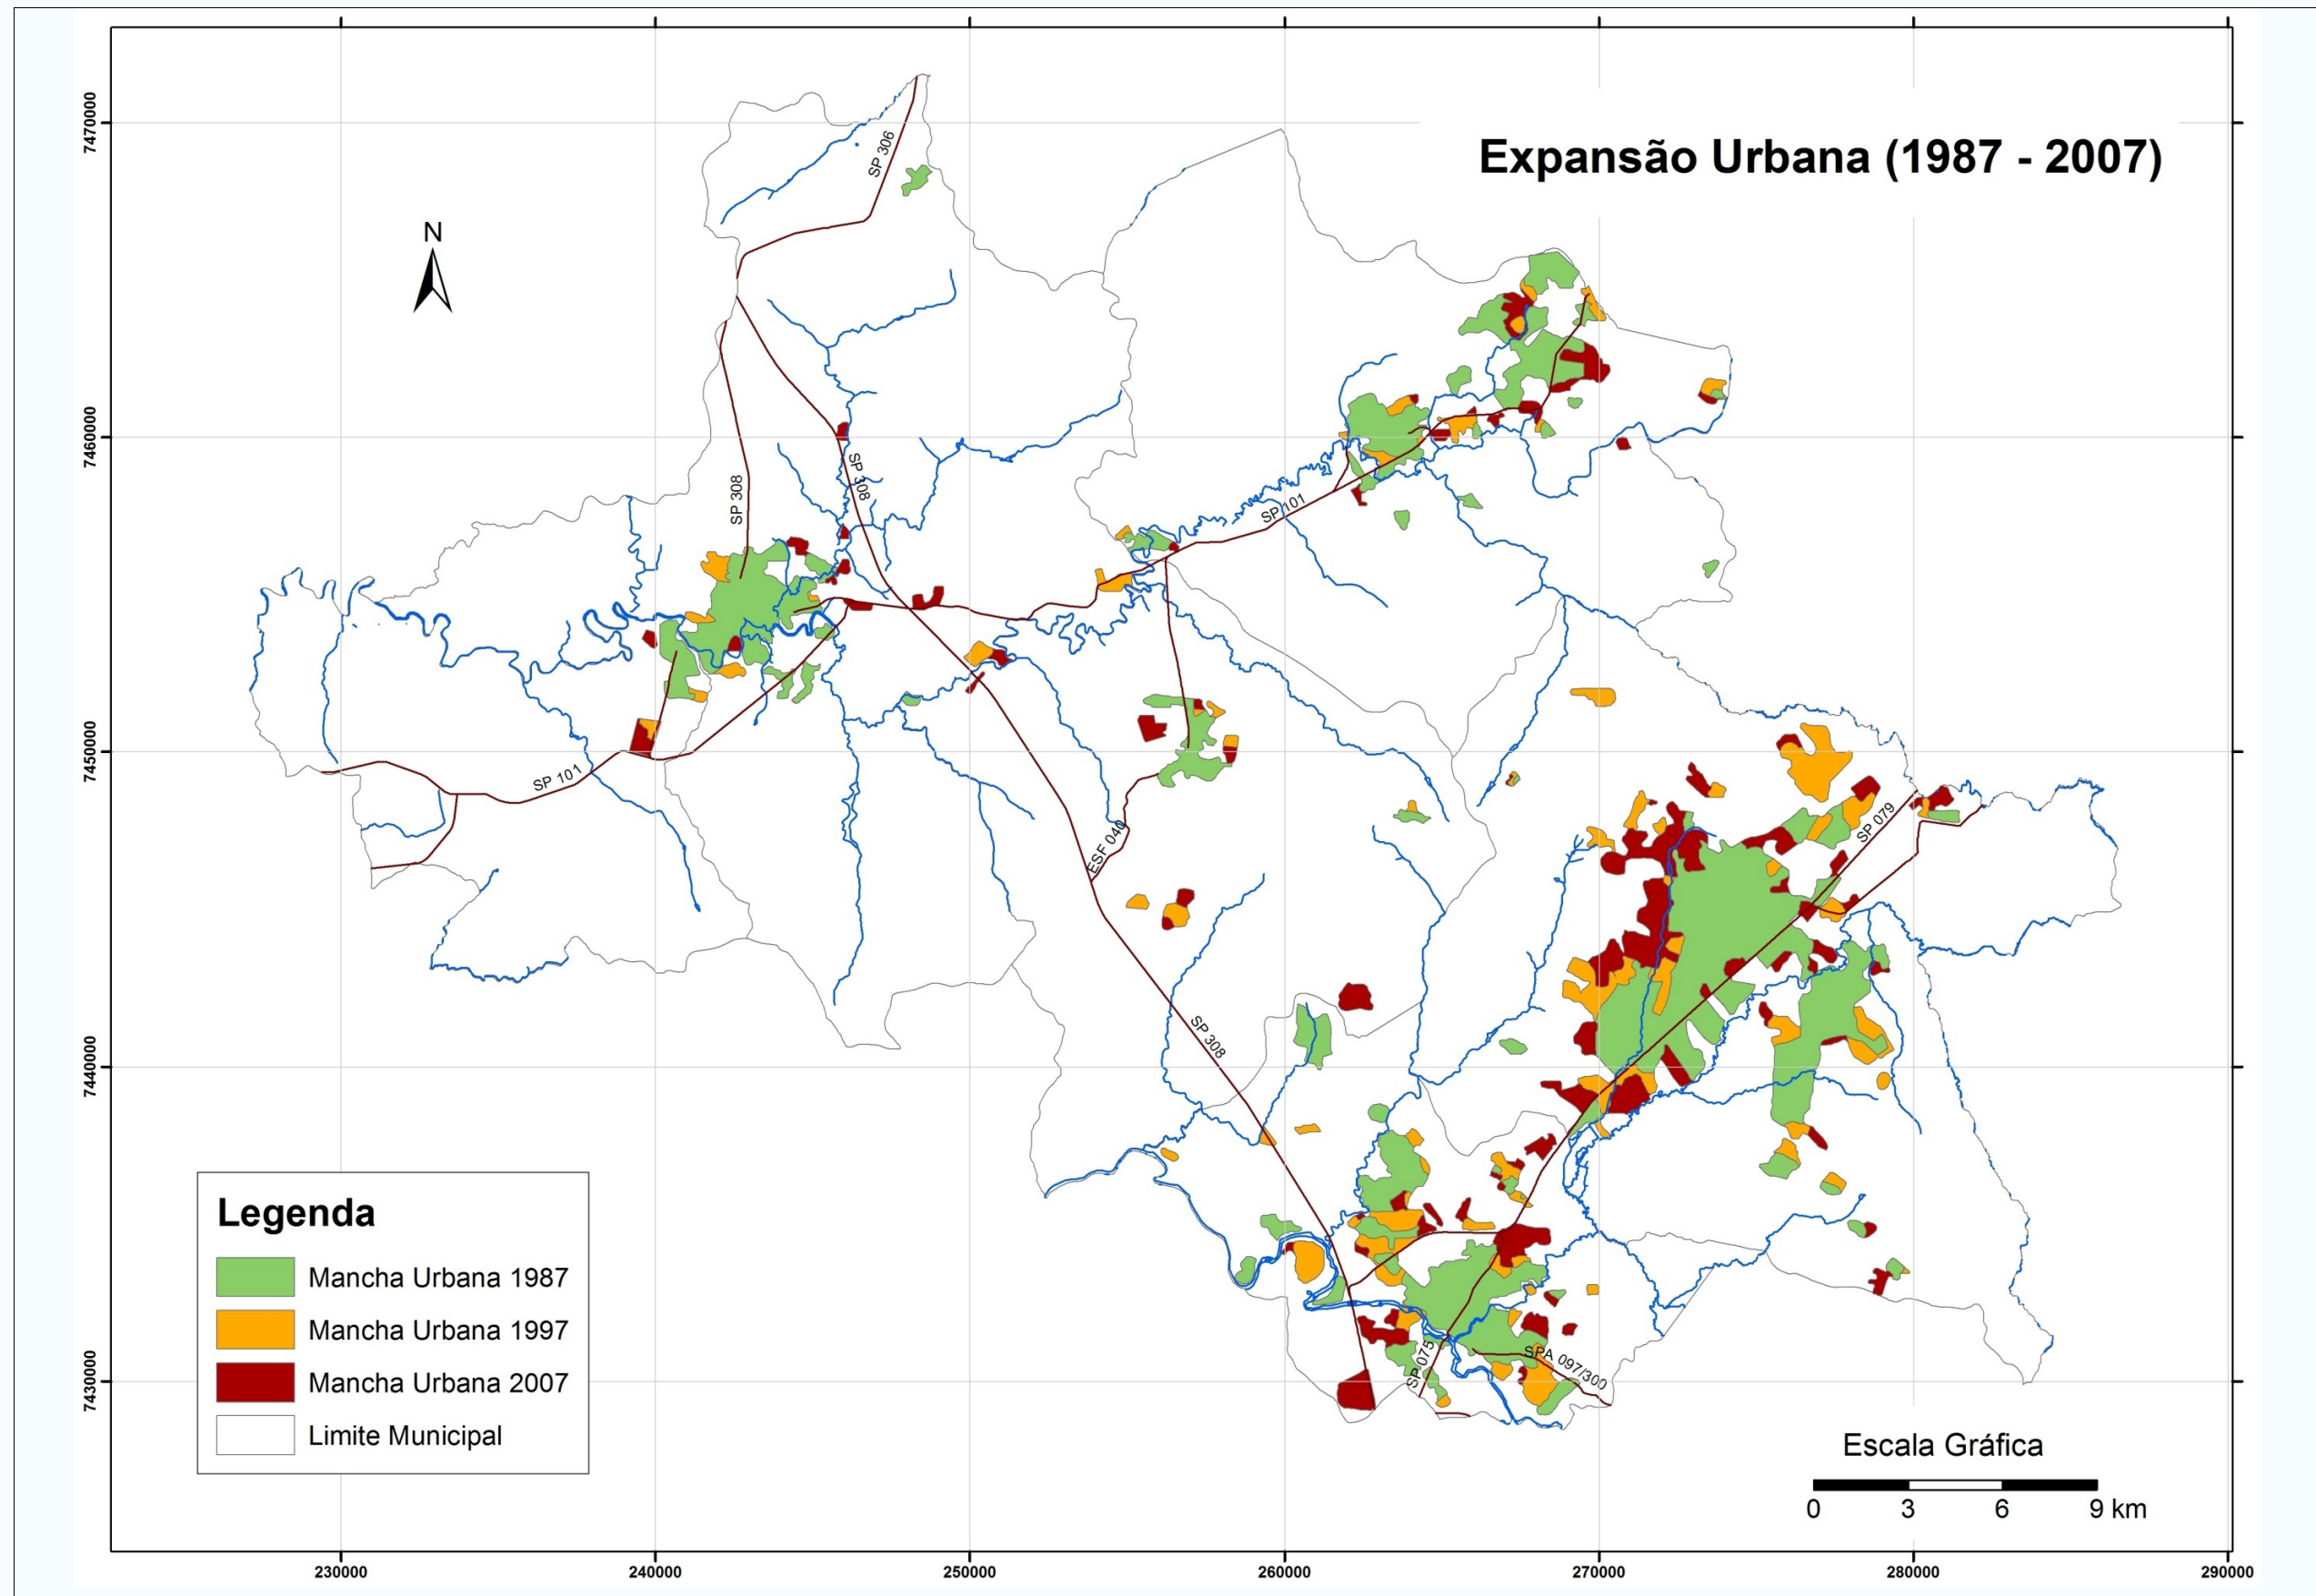 Expansão Urbana (1987 - 2007)
N
SP 306
SP 308
SP 308
SP 101
SP 101
ESF 040
SP 079
SP 308
SP 075
SPA 097/300
Legenda
Mancha Urbana 1987
Mancha Urbana 1997
Mancha Urbana 2007
Limite Municipal
Escala Gráfica
0 3 6 9 km
7470000
7460000
7450000
7440000
7430000
230000 240000 250000 260000 270000 280000 290000